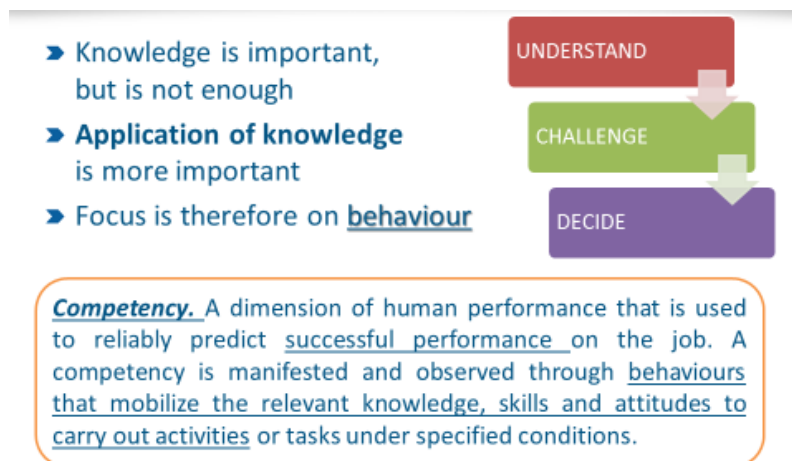 Knowledge is important,
but is not enough
Application of knowledge
is more important
Focus is therefore on behaviour
UNDERSTAND
CHALLENGE
DECIDE
Competency. A dimension of human performance that is used
to reliably predict successful performance on the job. A
competency is manifested and observed through behaviours
that mobilize the relevant knowledge, skills and attitudes to
carry out activities or tasks under specified conditions.